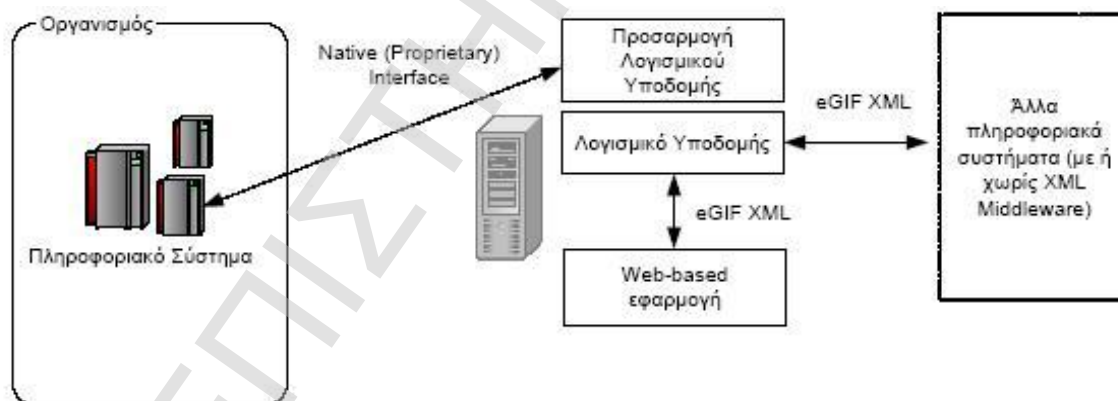 Οργανισμός
Πληροφοριακό Σύστημα
Native (Proprietary)
Interface
Προσαρμογή
Λογισμικού
Υποδομής
Λογισμικό Υποδομής
eGIF XML
Web-based
εφαρμογή
eGIF XML
Άλλα
πληροφοριακά
συστήματα (με ή
χωρίς XML
Middleware)